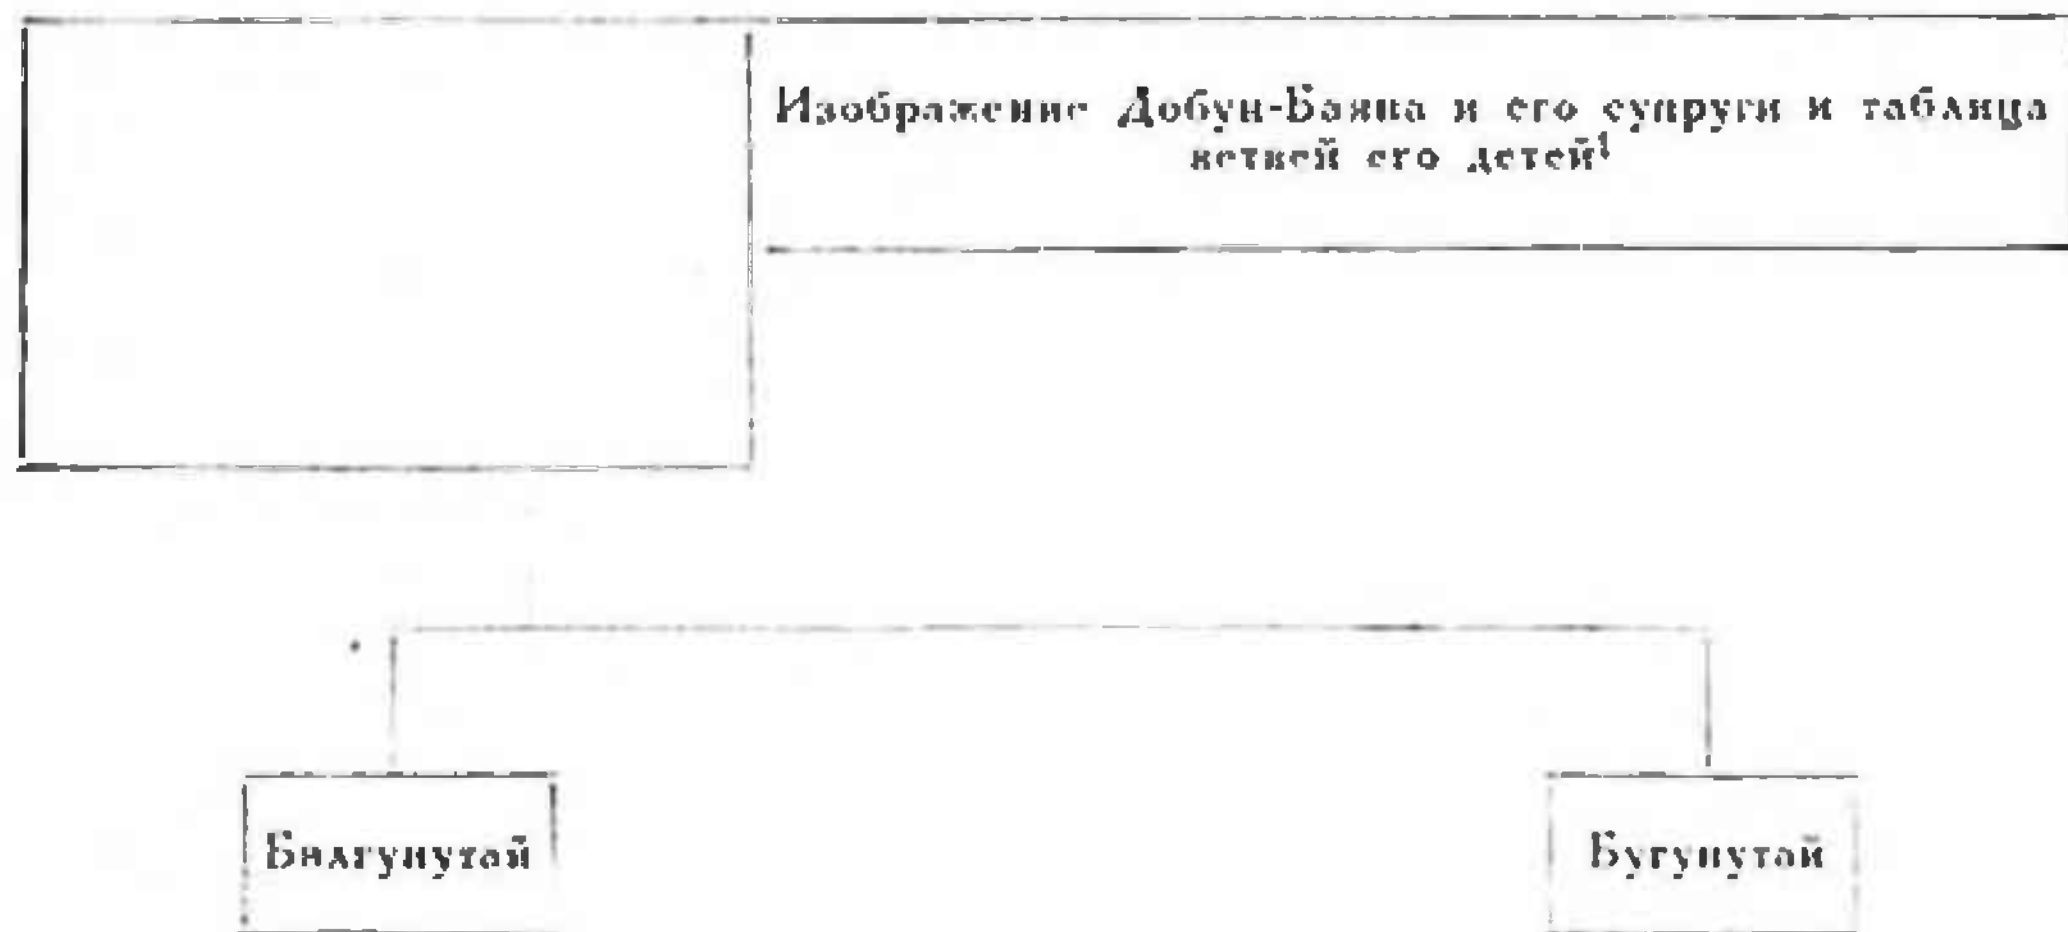 Изображение Добун-Баяна и его супруги и таблица
ветвей его детей¹
Билгунутай
Бугунутай